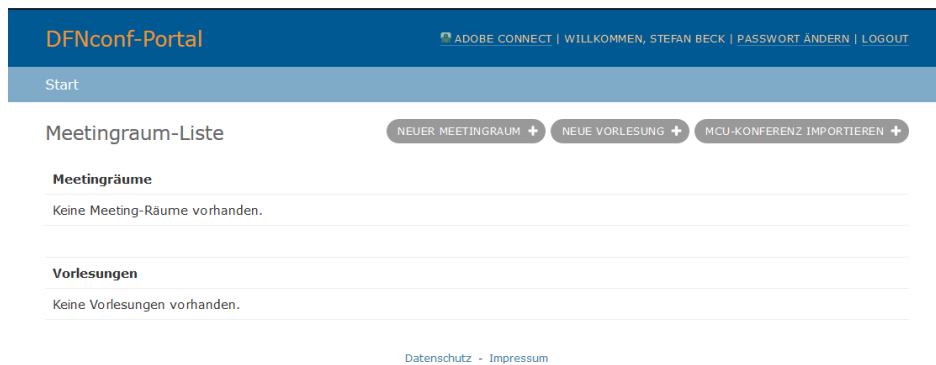 DFNconf-Portal
ADOBE CONNECT | WILLKOMMEN, STEFAN BECK | PASSWORT ÄNDERN | LOGOUT
Start
Meetingraum-Liste
NEUER MEETINGRAUM + NEUE VORLESUNG + MCU-KONFERENZ IMPORTIEREN +
Meetingräume
Keine Meeting-Räume vorhanden.
Vorlesungen
Keine Vorlesungen vorhanden.
Datenschutz - Impressum